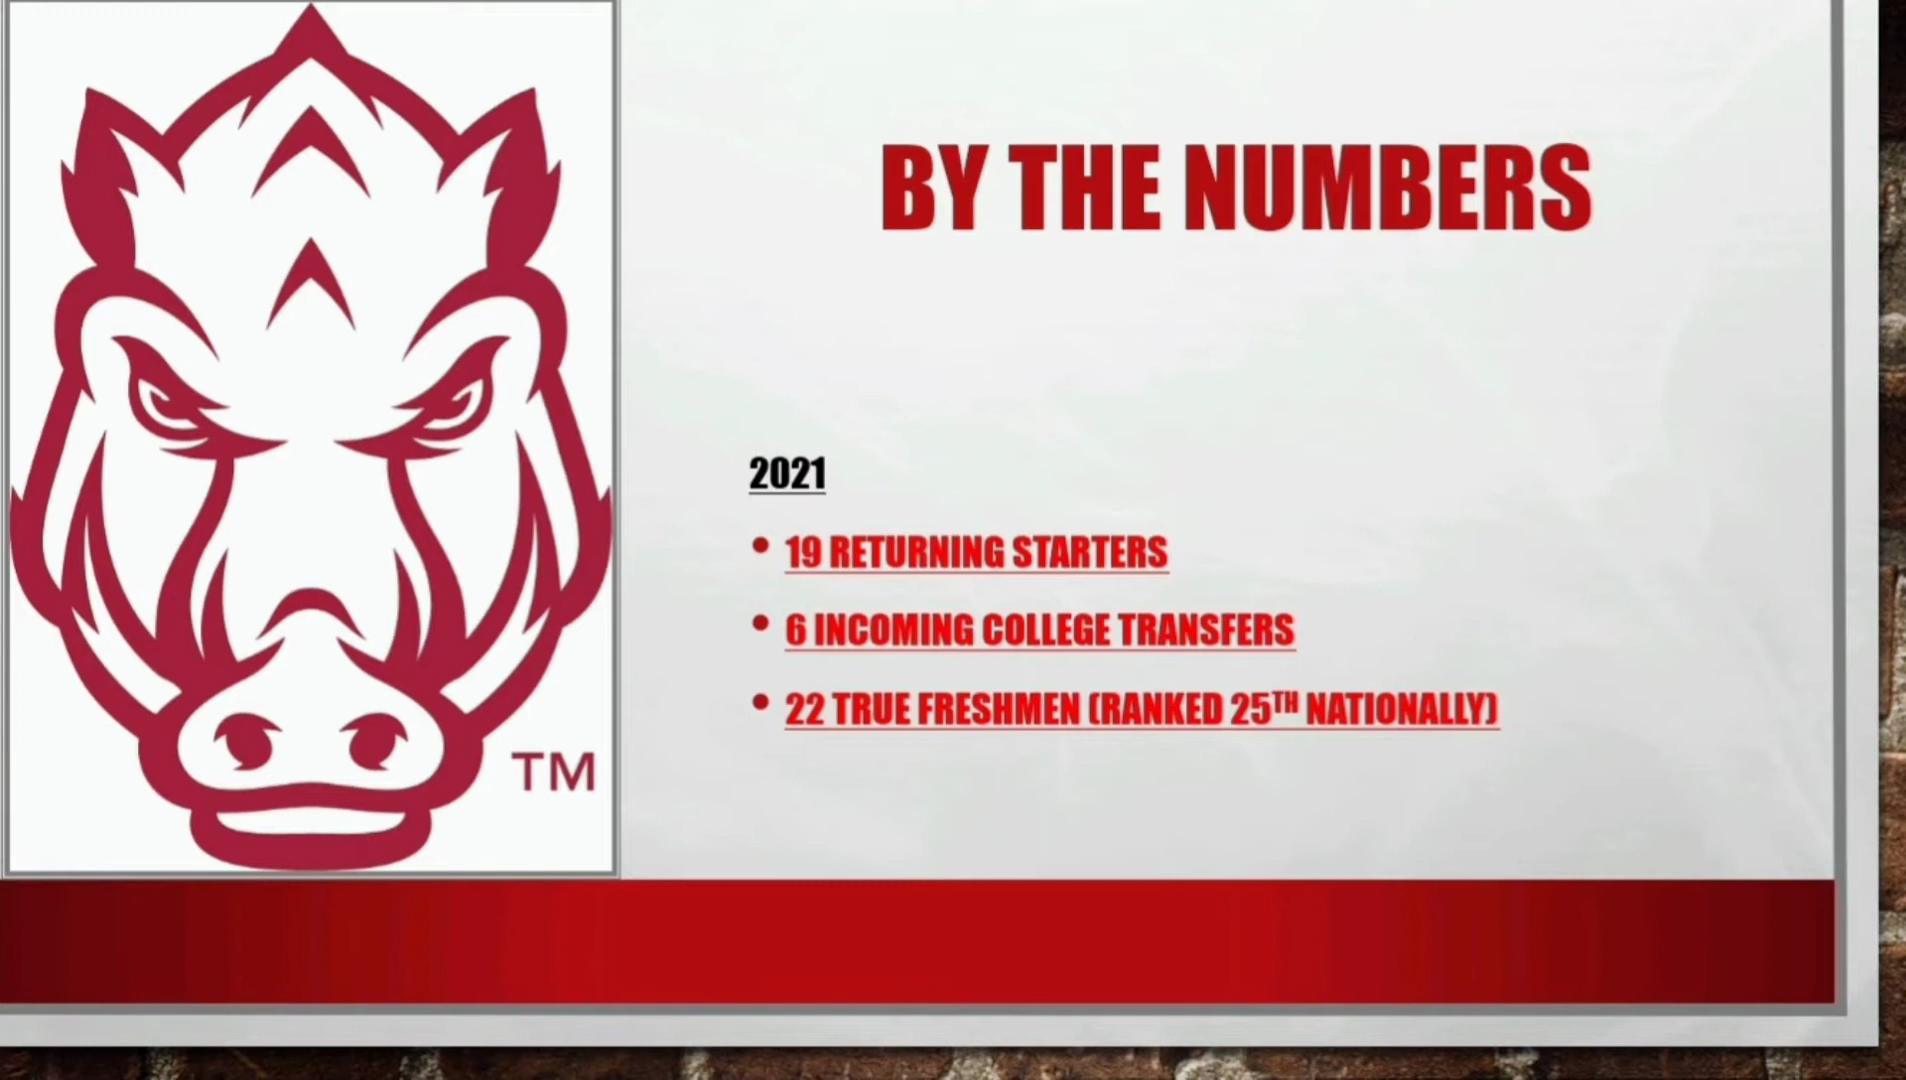 BY THE NUMBERS
2021
• 19 RETURNING STARTERS
• 6 INCOMING COLLEGE TRANSFERS
• 22 TRUE FRESHMEN (RANKED 25TH NATIONALLY)
TM